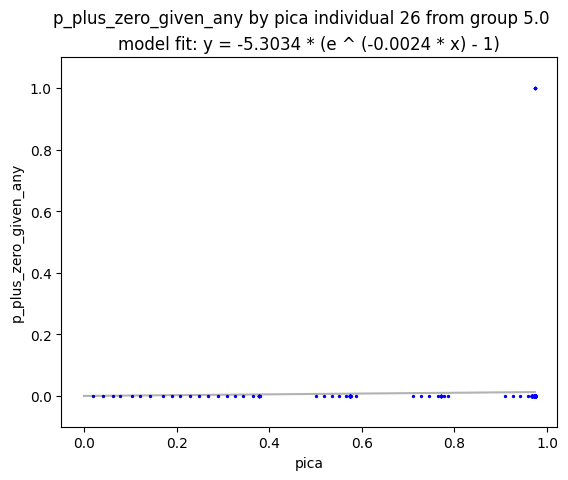 p_plus_zero_given_any by pica individual 26 from group 5.0
model fit: y = -5.3034 * (e ^ (-0.0024 * x) - 1)
1.0
0.8
0.6
0.4
0.2
0.0
p_plus_zero_given_any
0.0 0.2 0.4 0.6 0.8 1.0
pica